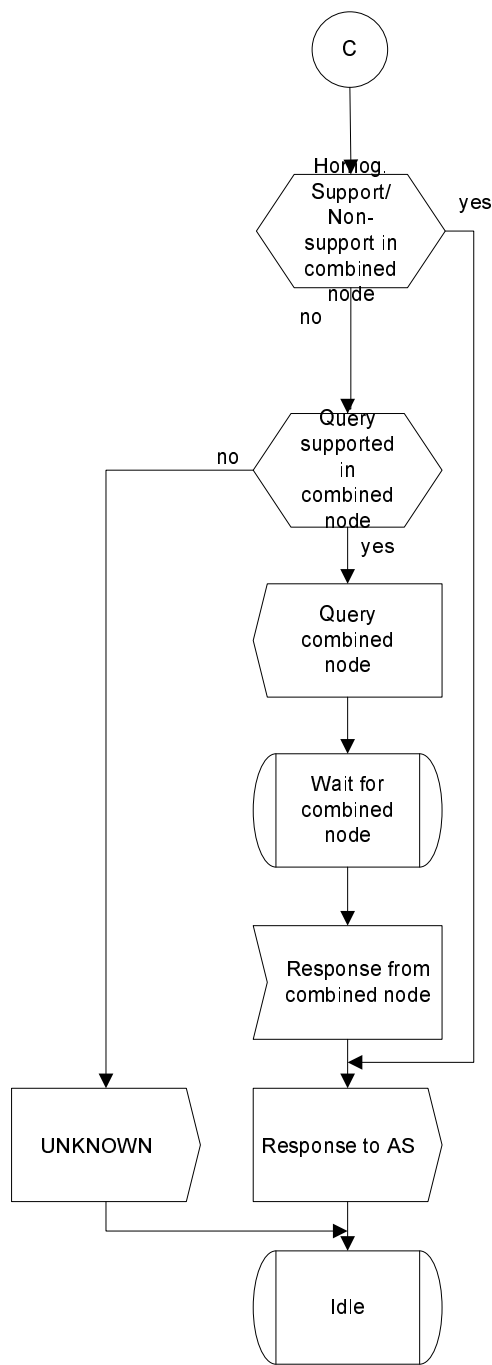 C
Homog.
Support/
Non-
support in
combined
node
yes
no
Query
supported
in
combined
node
no
yes
Query
combined
node
Wait for
combined
node
Response from
combined node
UNKNOWN
Response to AS
Idle